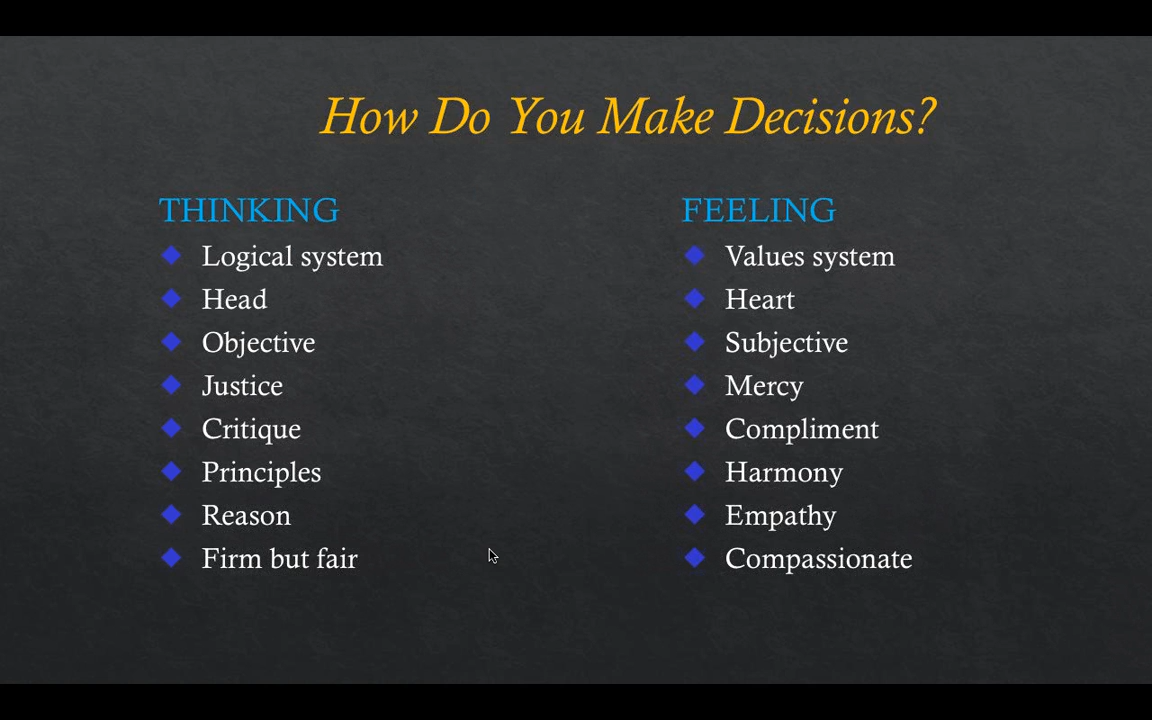 How Do You Make Decisions?
THINKING
Logical system
Head
Objective
Justice
Critique
Principles
Reason
Firm but fair
FEELING
Values system
Heart
Subjective
Mercy
Compliment
Harmony
Empathy
Compassionate